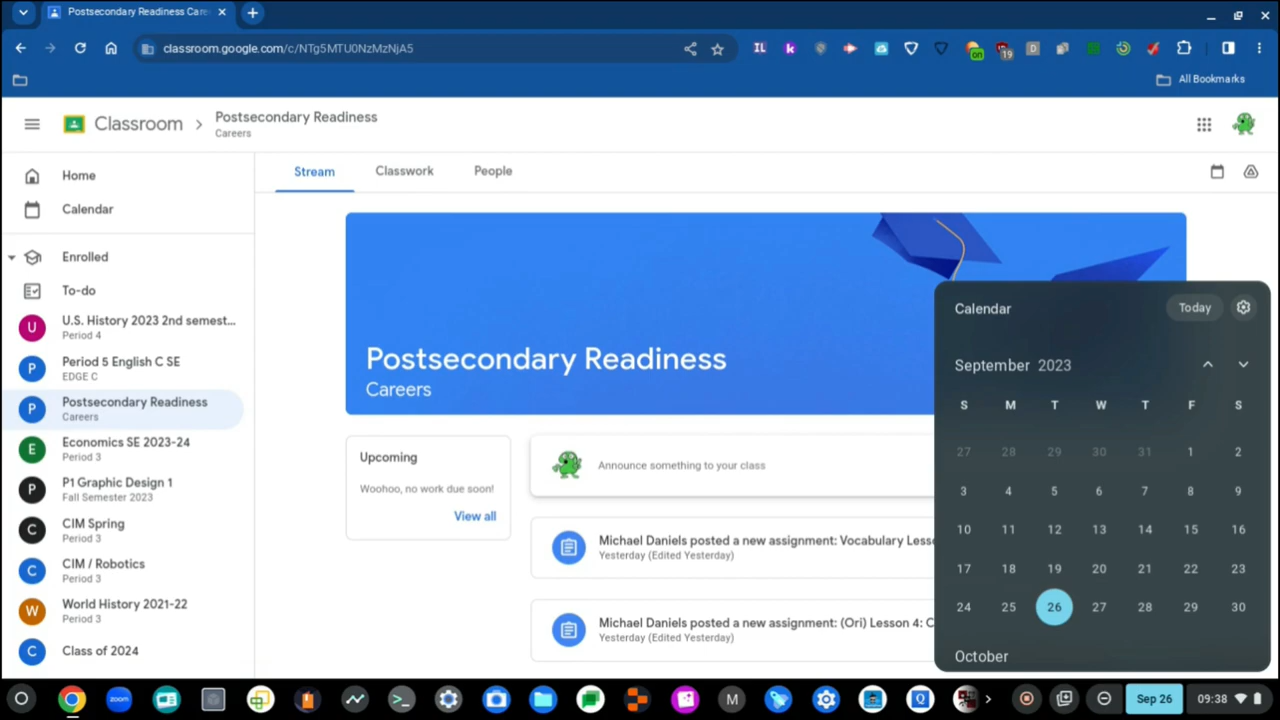 Postsecondary Readiness Care
classroom.google.com/c/NTg5MTU0NzMzNjA5
IL
k
on
19
D
All Bookmarks
Classroom
Postsecondary Readiness
Careers
Home
Calendar
Enrolled
To-do
U
U.S. History 2023 2nd semest...
Period 4
P
Period 5 English C SE
EDGE C
P
Postsecondary Readiness
Careers
E
Economics SE 2023-24
Period 3
P
P1 Graphic Design 1
Fall Semester 2023
C
CIM Spring
Period 3
C
CIM / Robotics
Period 3
W
World History 2021-22
Period 3
C
Class of 2024
Stream Classwork People
Postsecondary Readiness
Careers
Upcoming
Woohoo, no work due soon!
View all
Announce something to your class
Michael Daniels posted a new assignment: Vocabulary Less
Yesterday (Edited Yesterday)
Michael Daniels posted a new assignment: (Ori) Lesson 4: C
Yesterday (Edited Yesterday)
Calendar Today
September 2023
S M T W T F S
27 28 29 30 31 1 2
3 4 5 6 7 8 9
10 11 12 13 14 15 16
17 18 19 20 21 22 23
24 25 26 27 28 29 30
October
zoom
M
Q
Sep 26
09:38